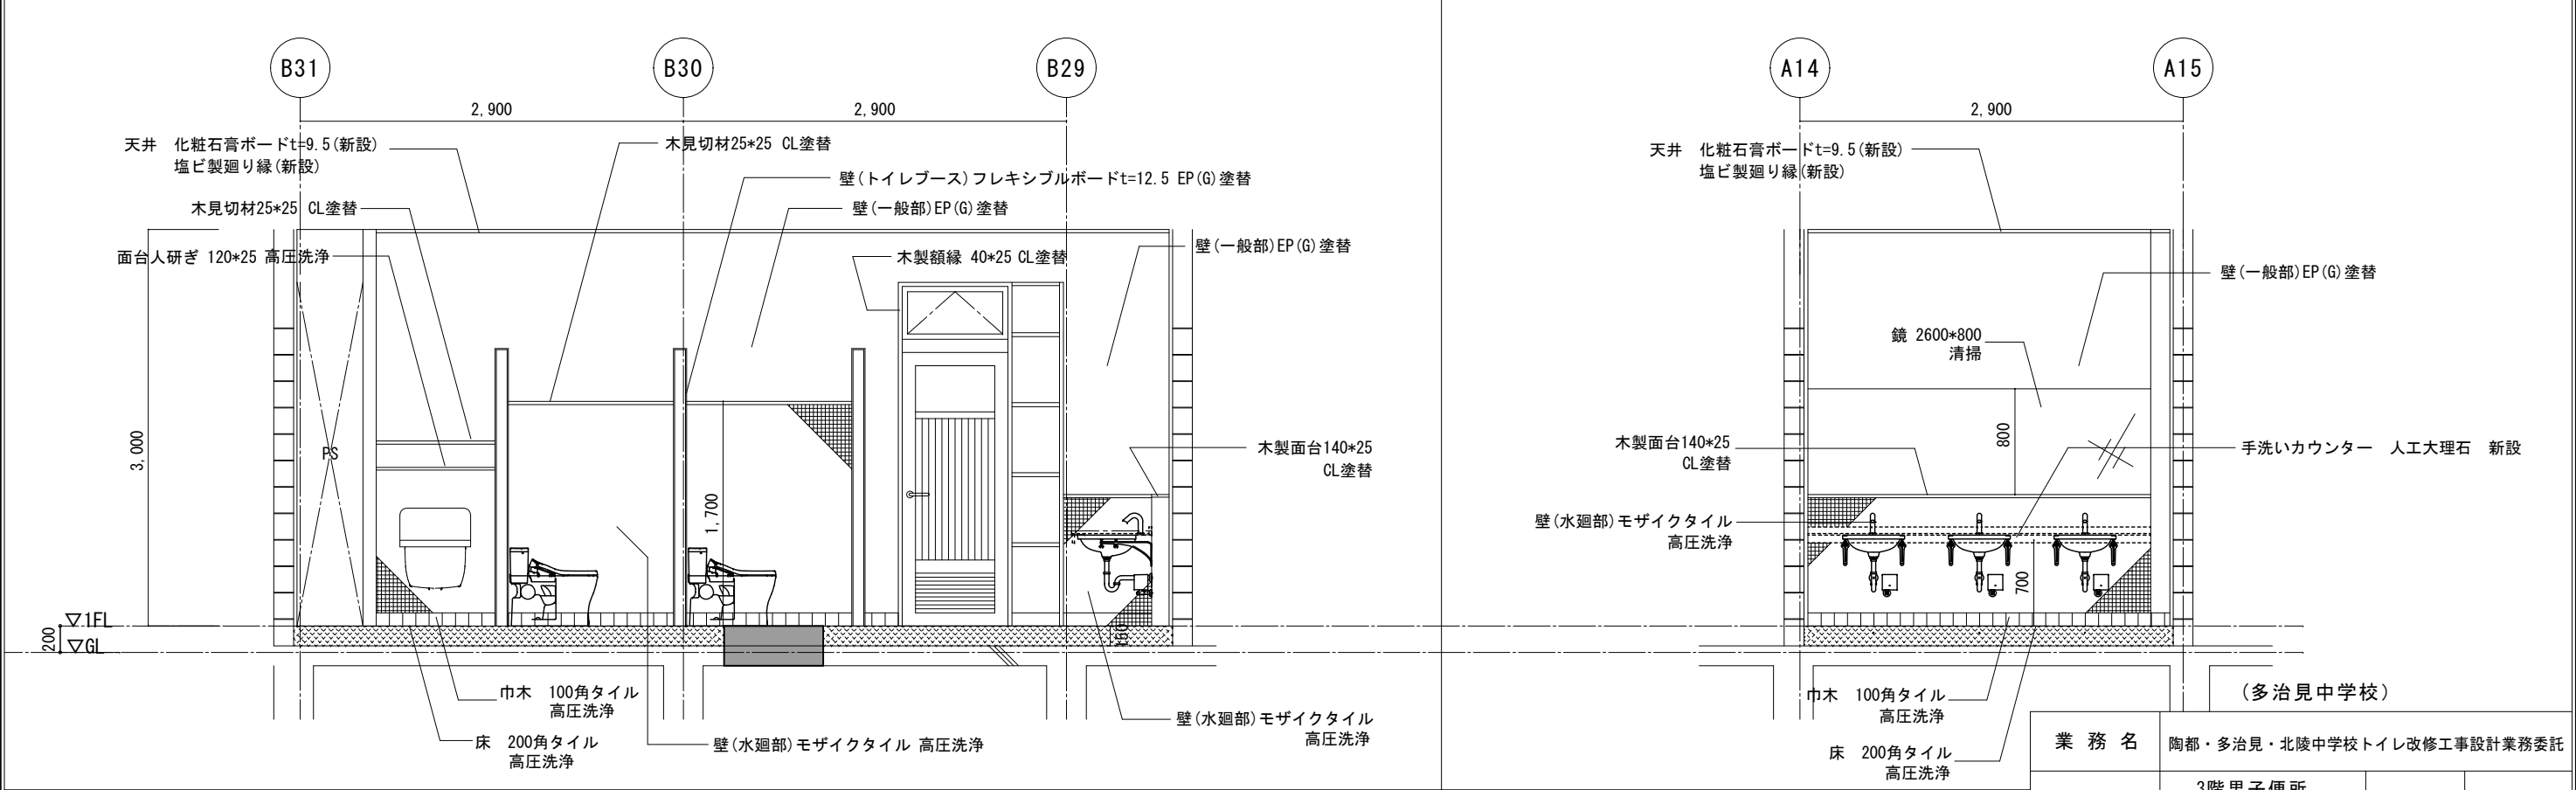 B31
B30
B29
2,900
2,900
天井　化粧石膏ボードt=9.5(新設)
塩ビ製廻り縁(新設)
木見切材25*25 CL塗替
壁(トイレブース)フレキシブルボードt=12.5 EP(G)塗替
木見切材25*25 CL塗替
壁(一般部)EP(G)塗替
面台人研ぎ 120*25 高圧洗浄
木製額縁 40*25 CL塗替
壁(一般部)EP(G)塗替
3,000
PS
木製面台140*25
CL塗替
1,700
200
▽1FL
▽GL
150
巾木　100角タイル
高圧洗浄
床　200角タイル
高圧洗浄
壁(水廻部)モザイクタイル 高圧洗浄
壁(水廻部)モザイクタイル
高圧洗浄
A14
A15
2,900
天井　化粧石膏ボードt=9.5(新設)
塩ビ製廻り縁(新設)
壁(一般部)EP(G)塗替
鏡 2600*800
清掃
800
木製面台140*25
CL塗替
手洗いカウンター　人工大理石　新設
壁(水廻部)モザイクタイル
高圧洗浄
700
巾木　100角タイル
高圧洗浄
床　200角タイル
高圧洗浄
(多治見中学校)
業 務 名
陶都・多治見・北陵中学校トイレ改修工事設計業務委託
3階男子便所